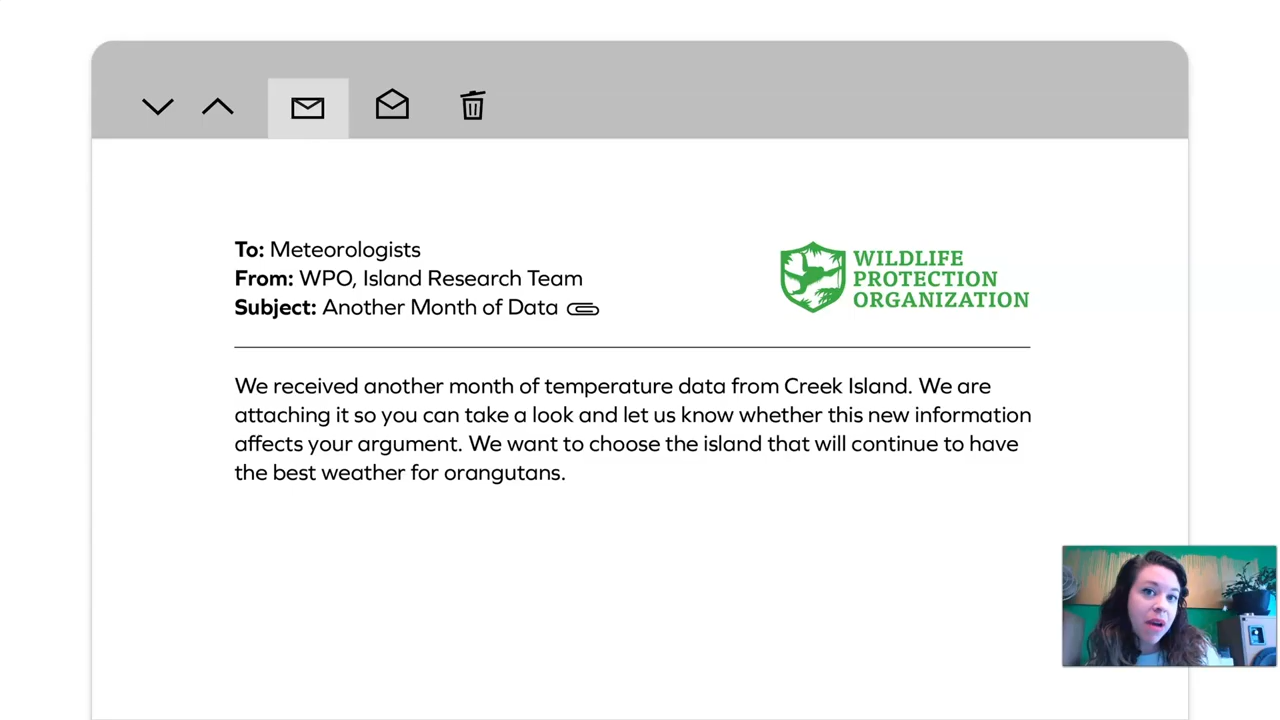 To: Meteorologists
From: WPO, Island Research Team
Subject: Another Month of Data
WILDLIFE
PROTECTION
ORGANIZATION
We received another month of temperature data from Creek Island. We are
attaching it so you can take a look and let us know whether this new information
affects your argument. We want to choose the island that will continue to have
the best weather for orangutans.